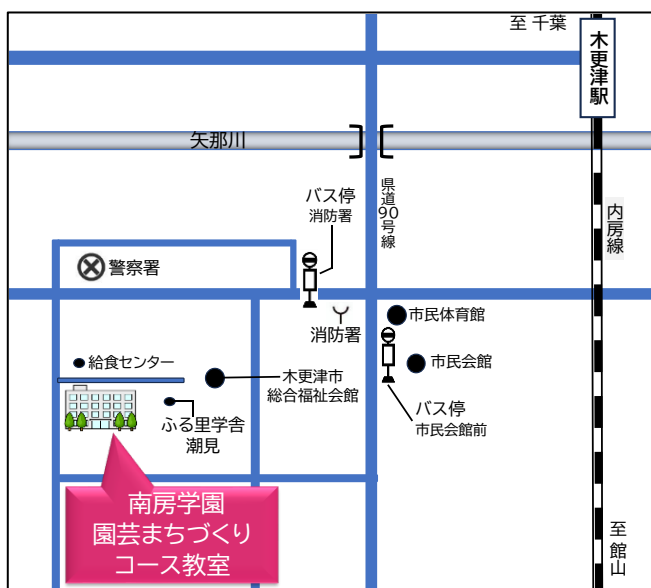 至 千葉
木更津駅
矢那川
県道90号線
バス停
消防署
内房線
警察署
消防署
市民体育館
給食センター
市民会館
木更津市
総合福祉会館
ふる里学舎
潮見
バス停
市民会館前
南房学園
園芸まちづくり
コース教室
至 館山